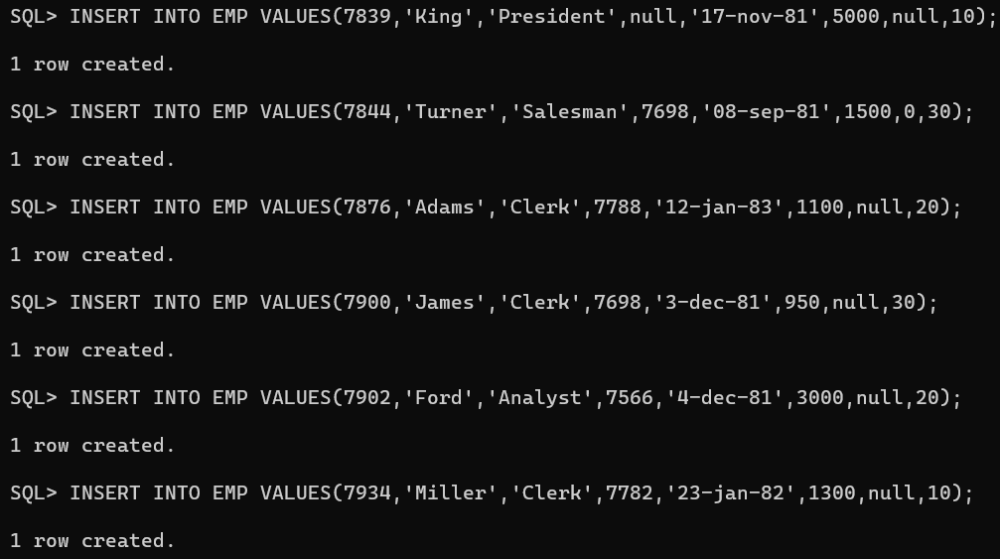 SQL> INSERT INTO EMP VALUES(7839,'King','President',null,'17-nov-81',5000,null,10);
1 row created.
SQL> INSERT INTO EMP VALUES(7844,'Turner','Salesman',7698,'08-sep-81',1500,0,30);
1 row created.
SQL> INSERT INTO EMP VALUES(7876,'Adams','Clerk',7788,'12-jan-83',1100,null,20);
1 row created.
SQL> INSERT INTO EMP VALUES(7900,'James','Clerk',7698,'3-dec-81',950,null,30);
1 row created.
SQL> INSERT INTO EMP VALUES(7902,'Ford','Analyst',7566,'4-dec-81',3000,null,20);
1 row created.
SQL> INSERT INTO EMP VALUES(7934,'Miller','Clerk',7782,'23-jan-82',1300,null,10);
1 row created.